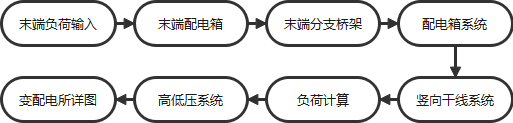 末端负荷输入
末端配电箱
末端分支桥架
配电箱系统
竖向干线系统
负荷计算
高低压系统
变配电所详图